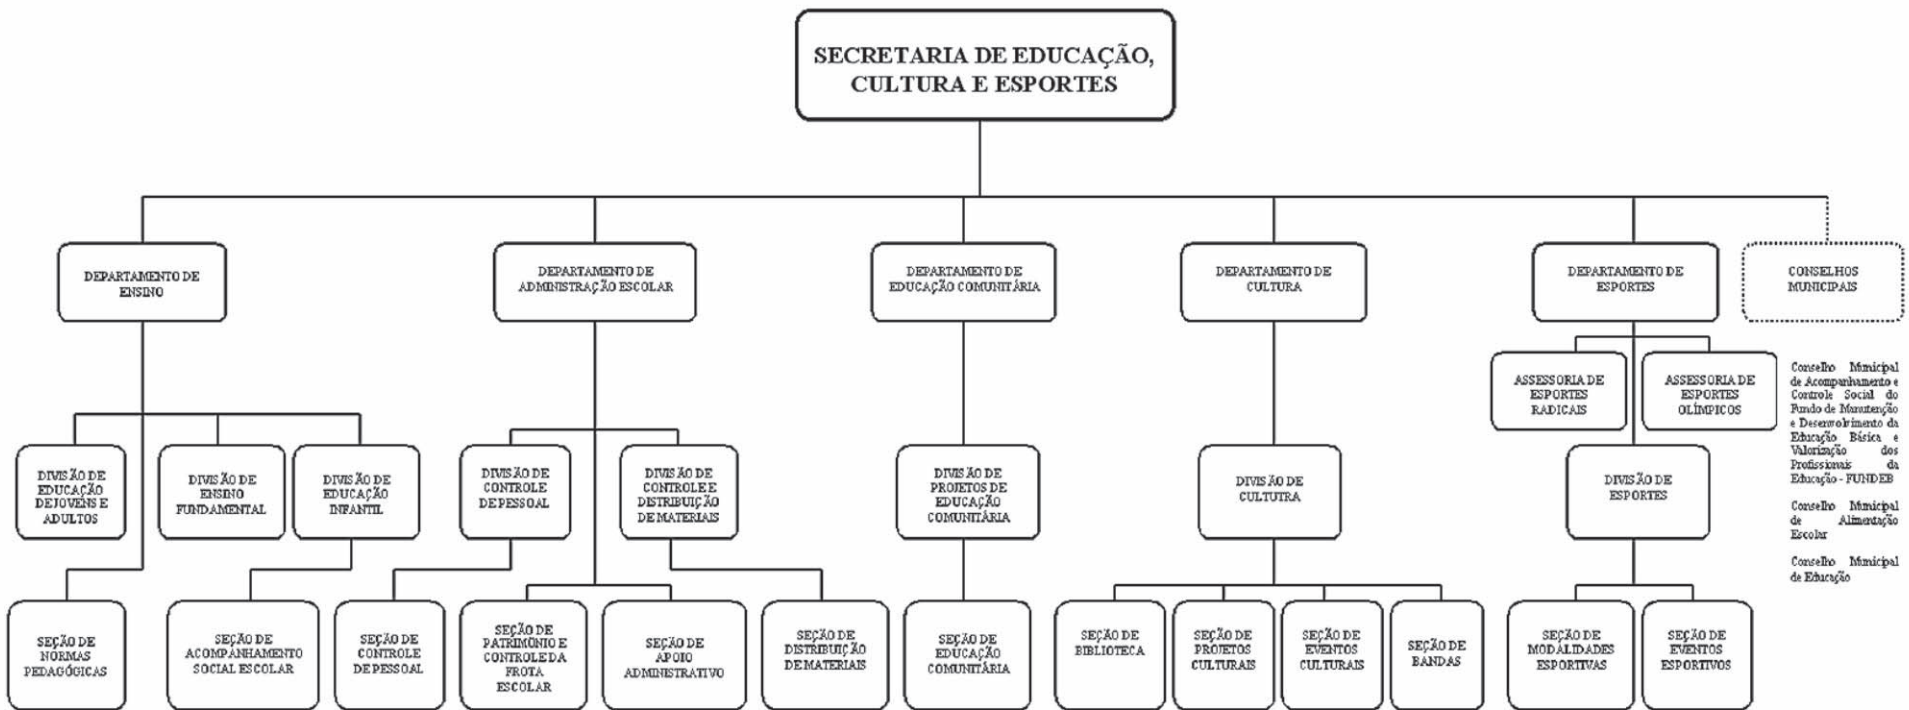 SECRETARIA DE EDUCAÇÃO,
CULTURA E ESPORTES
DEPARTAMENTO DE
ENSINO
DEPARTAMENTO DE
ADMINISTRAÇÃO ESCOLAR
DEPARTAMENTO DE
EDUCAÇÃO COMUNITÁRIA
DEPARTAMENTO DE
CULTURA
DEPARTAMENTO DE
ESPORTES
CONSELHOS
MUNICIPAIS
ASSESSORIA DE
ESPORTES
RADICAIS
ASSESSORIA DE
ESPORTES
OLÍMPICOS
Conselho Municipal
de Acompanhamento e
Controle Social do
Fundo de Manutenção
e Desenvolvimento da
Educação Básica e
Valorização dos
Profissionais da
Educação - FUNDEB
Conselho Municipal
de Alimentação
Escolar
Conselho Municipal
de Educação
DIVISÃO DE
EDUCAÇÃO
DE JOVENS E
ADULTOS
DIVISÃO DE
ENSINO
FUNDAMENTAL
DIVISÃO DE
EDUCAÇÃO
INFANTIL
DIVISÃO DE
CONTROLE
DE PESSOAL
DIVISÃO DE
CONTROLE E
DISTRIBUIÇÃO
DE MATERIAIS
DIVISÃO DE
PROJETOS DE
EDUCAÇÃO
COMUNITÁRIA
DIVISÃO DE
CULTUTRA
DIVISÃO DE
ESPORTES
SEÇÃO DE
NORMAS
PEDAGÓGICAS
SEÇÃO DE
ACOMPANHAMENTO
SOCIAL ESCOLAR
SEÇÃO DE
CONTROLE
DE PESSOAL
SEÇÃO DE
PATRIMÔNIO E
CONTROLE DA
FROTA
ESCOLAR
SEÇÃO DE
APOIO
ADMINISTRATIVO
SEÇÃO DE
DISTRIBUIÇÃO
DE MATERIAIS
SEÇÃO DE
EDUCAÇÃO
COMUNITÁRIA
SEÇÃO DE
BIBLIOTECA
SEÇÃO DE
PROJETOS
CULTURAIS
SEÇÃO DE
EVENTOS
CULTURAIS
SEÇÃO DE
BANDAS
SEÇÃO DE
MODALIDADES
ESPORTIVAS
SEÇÃO DE
EVENTOS
ESPORTIVOS